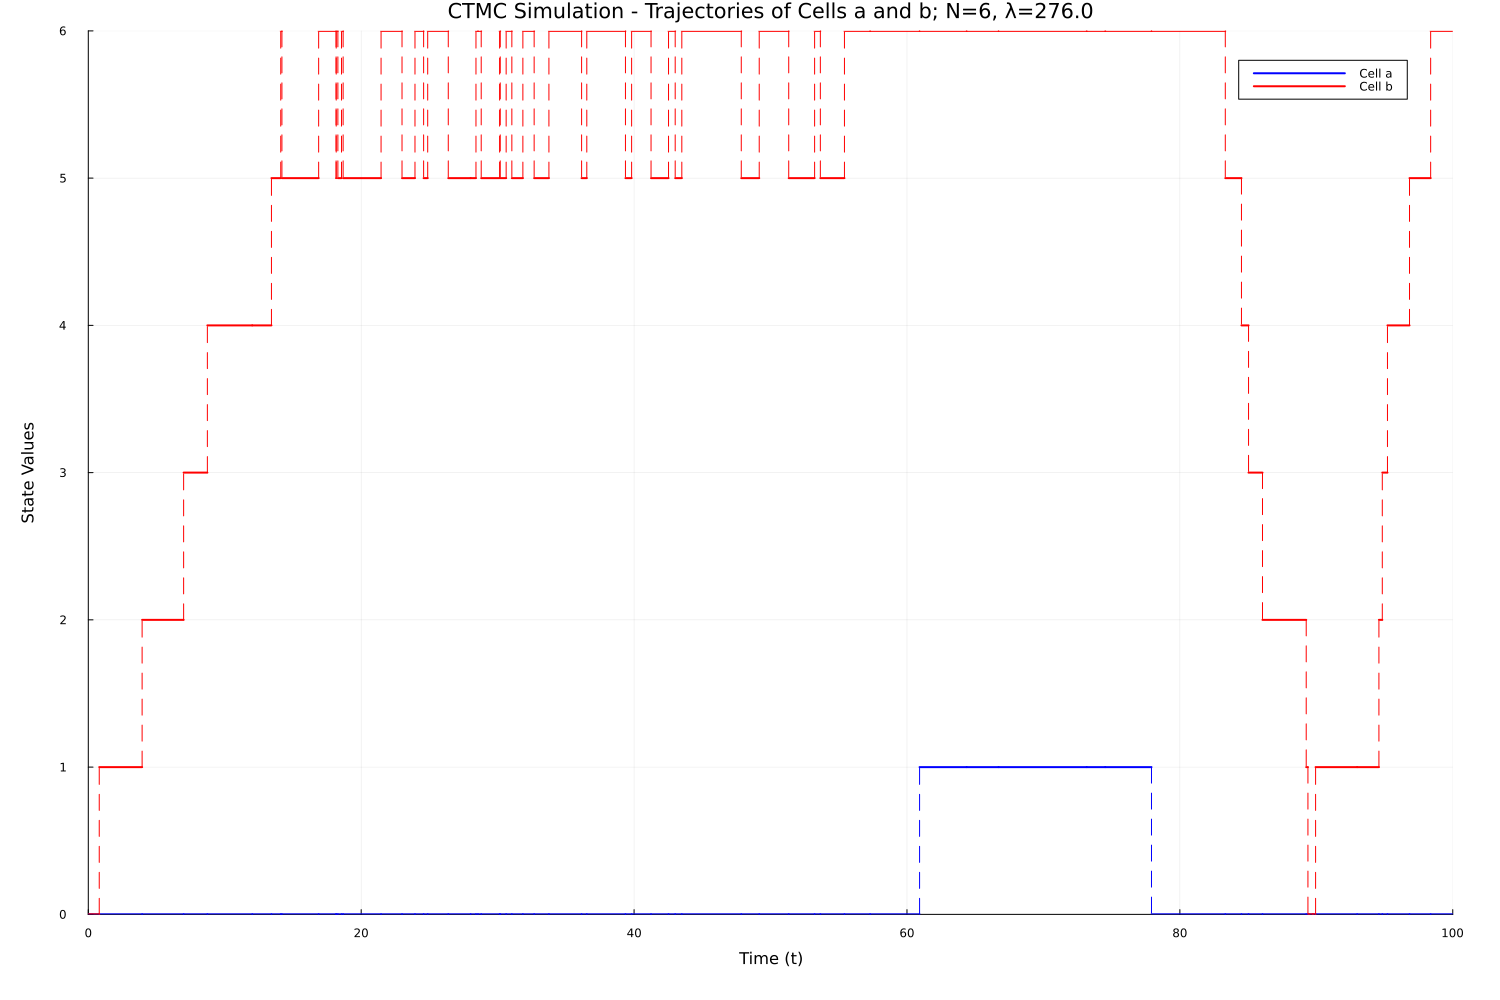 CTMC Simulation - Trajectories of Cells a and b; N=6, λ=276.0
6
Cell a
Cell b
5
4
3
State Values
2
1
0
0 20 40 60 80 100
Time (t)